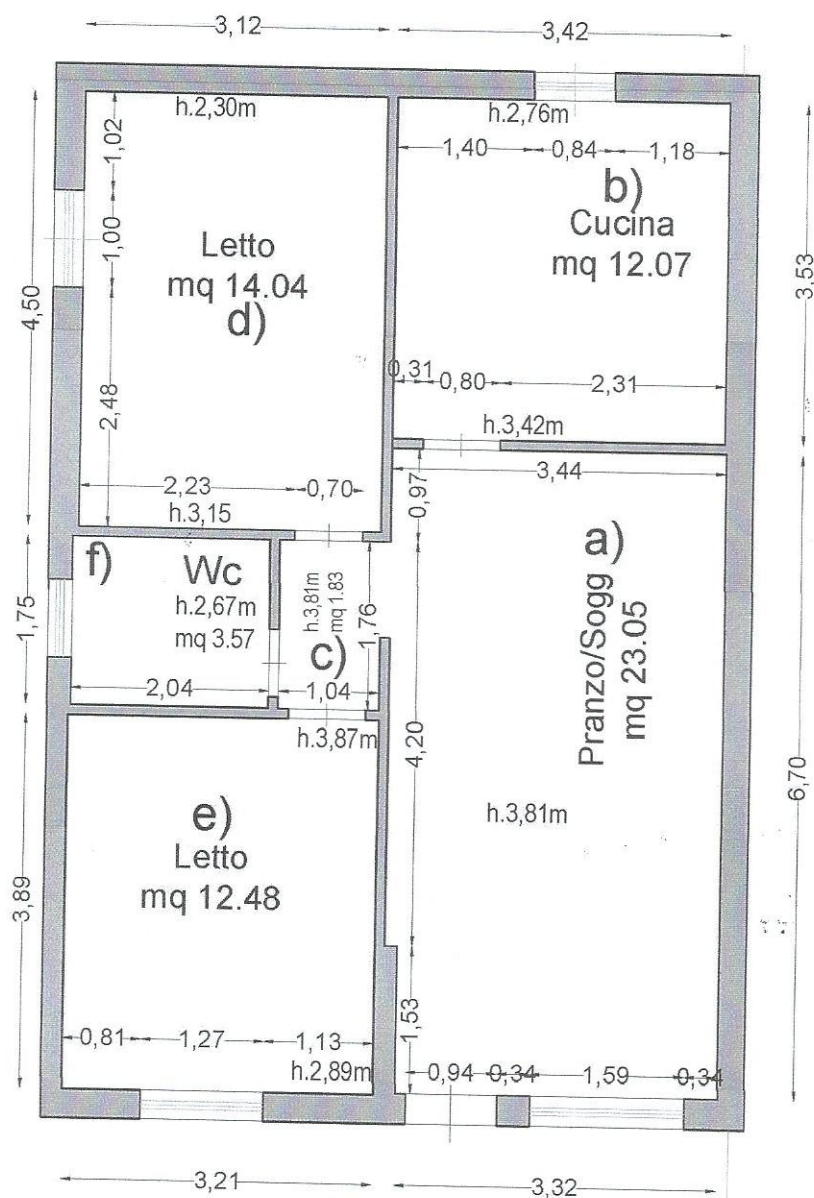 3,12
3,42
h.2,30m
h.2,76m
1,02
1,40
0,84
1,18
b)
Cucina
mq 12.07
1,00
Letto
mq 14.04
d)
4,50
3,53
2,48
0,31
0,80
2,31
h.3,42m
3,44
2,23
0,70
h.3,15
0,97
a)
Pranzo/Sogg
mq 23.05
f)
Wc
h.2,67m
mq 3.57
h.3,81m
mq 1.83
1,76
c)
1,75
2,04
1,04
h.3,87m
4,20
6,70
h.3,81m
e)
Letto
mq 12.48
3,89
1,53
0,81
1,27
1,13
h.2,89m
0,94
0,34
1,59
0,34
3,21
3,32